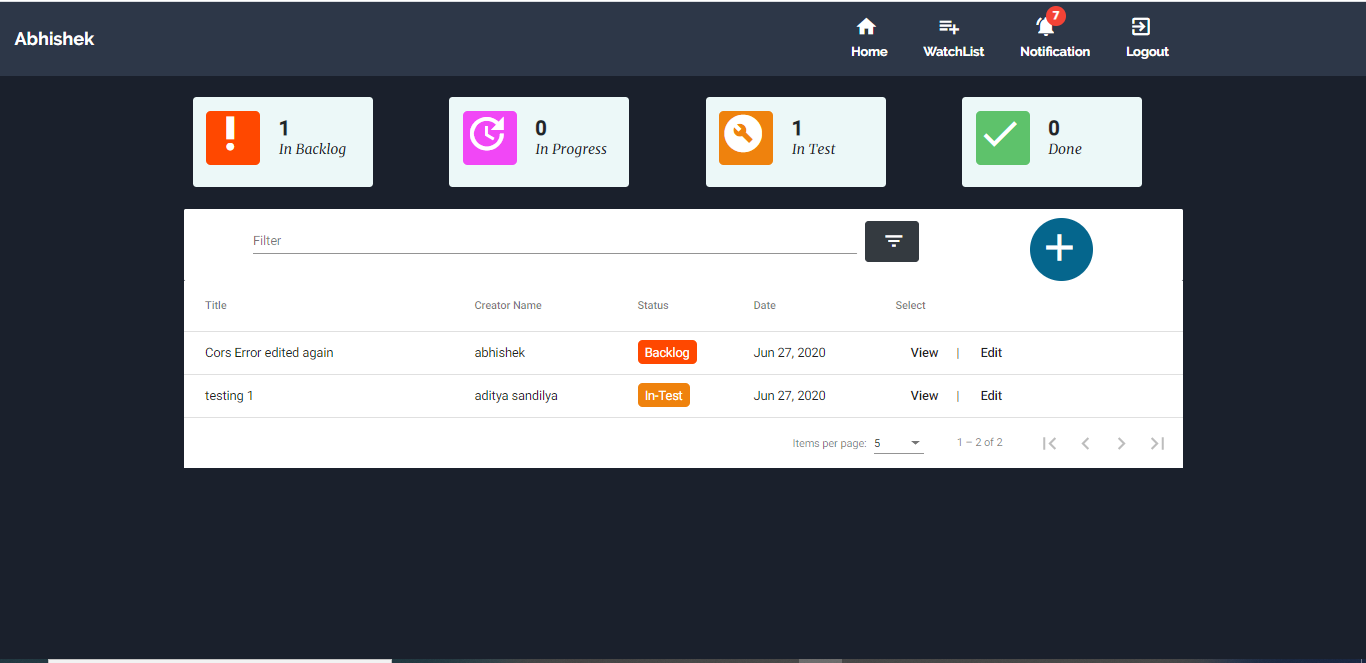 Abhishek
Home WatchList 7 Notification Logout
1 0 1 0
In Backlog In Progress In Test Done
Filter
Title Creator Name Status Date Select
Cors Error edited again abhishek Backlog Jun 27, 2020 View | Edit
testing 1 aditya sandilya In-Test Jun 27, 2020 View | Edit
Items per page: 5 1 – 2 of 2